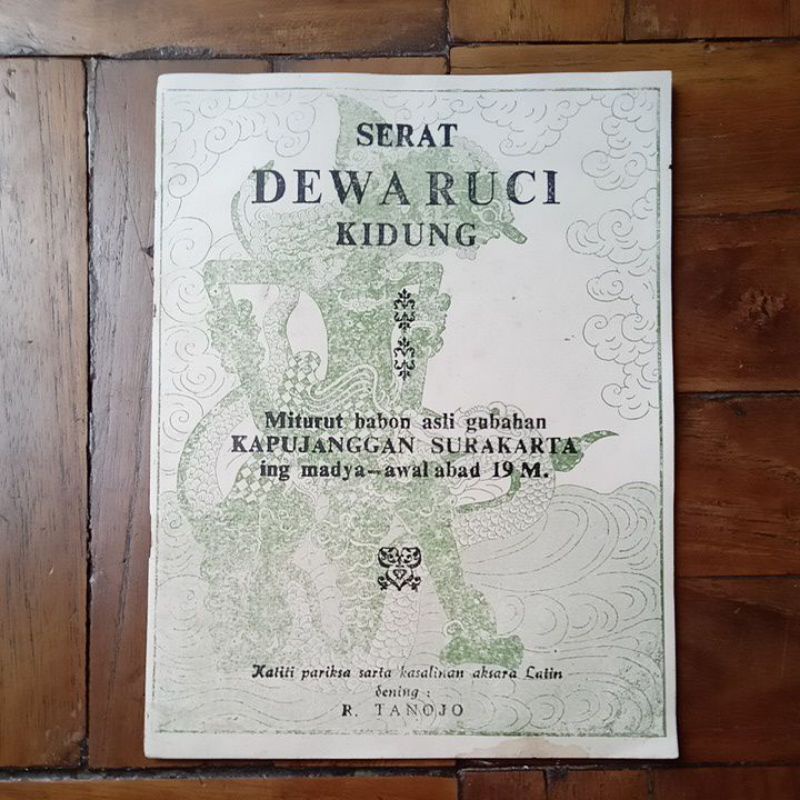 SERAT
DEWA RUCI
KIDUNG
Miturut babon asli gubahan
KAPUJANGGAN SURAKARTA
ing madya-awal abad 19 M.
Katiti pariksa sarta kasalinan aksara Latin
dening :
R. TANOJO